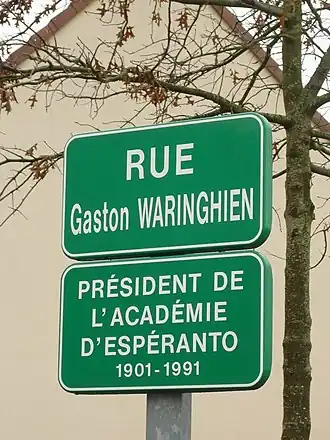 RUE
Gaston WARINGHIEN
PRÉSIDENT DE
L'ACADÉMIE
D'ESPÉRANTO
1901-1991